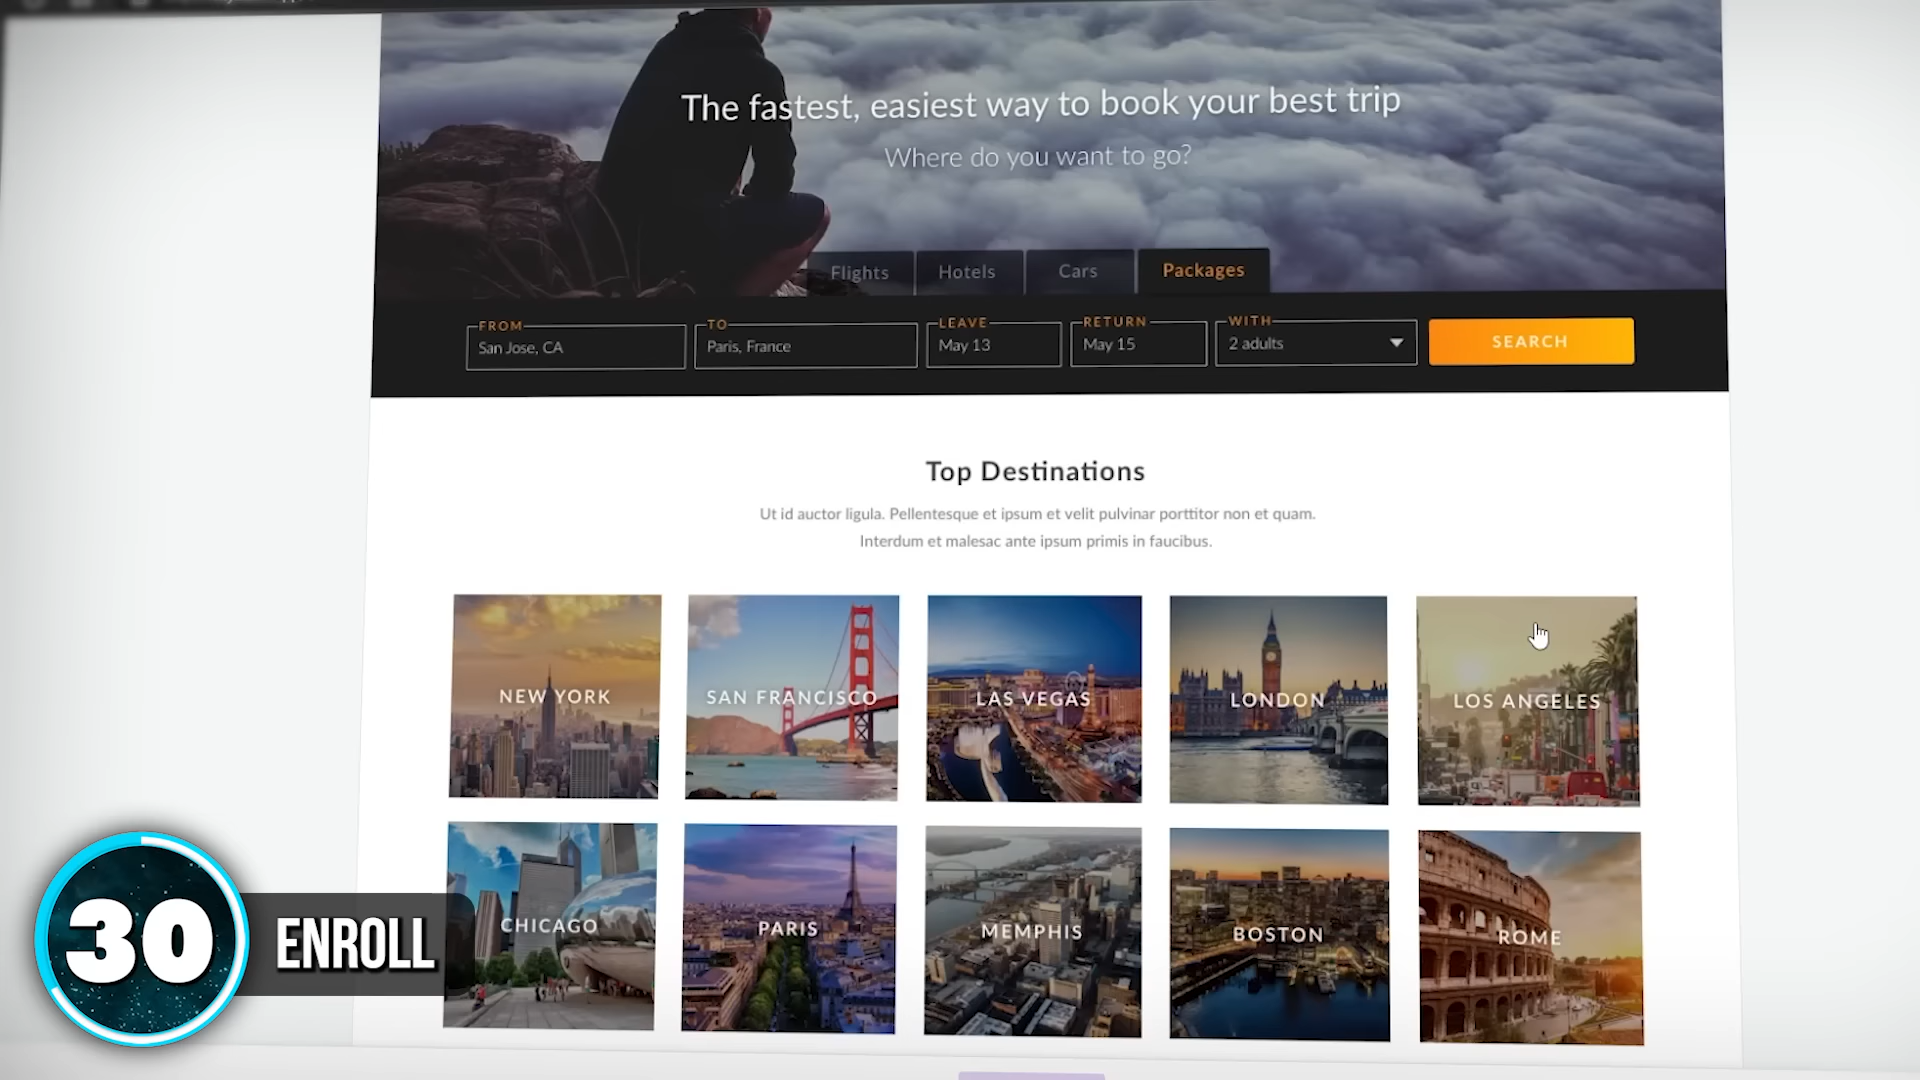 The fastest, easiest way to book your best trip
Where do you want to go?
Flights
Hotels
Cars
Packages
FROM
San Jose, CA
TO
Paris, France
LEAVE
May 13
RETURN
May 15
WITH
2 adults
SEARCH
Top Destinations
Ut id auctor ligula. Pellentesque et ipsum et velit pulvinar porttitor non et quam.
Interdum et malesac ante ipsum primis in faucibus.
NEW YORK
SAN FRANCISCO
LAS VEGAS
LONDON
LOS ANGELES
CHICAGO
PARIS
MEMPHIS
BOSTON
ROME
30
ENROLL